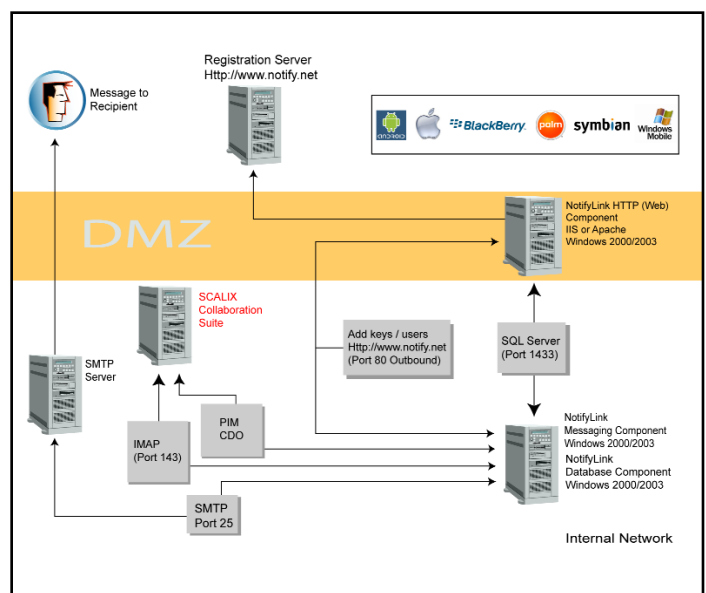 Registration Server
Http://www.notify.net
Message to
Recipient
android
BlackBerry.
palm
symbian
Windows
Mobile
DMZ
NotifyLink HTTP (Web)
Component
IIS or Apache
Windows 2000/2003
SCALIX
Collaboration
Suite
SMTP
Server
Add keys / users
Http://www.notify.net
(Port 80 Outbound)
SQL Server
(Port 1433)
IMAP
(Port 143)
PIM
CDO
NotifyLink
Messaging Component
Windows 2000/2003
NotifyLink
Database Component
Windows 2000/2003
SMTP
Port 25
Internal Network